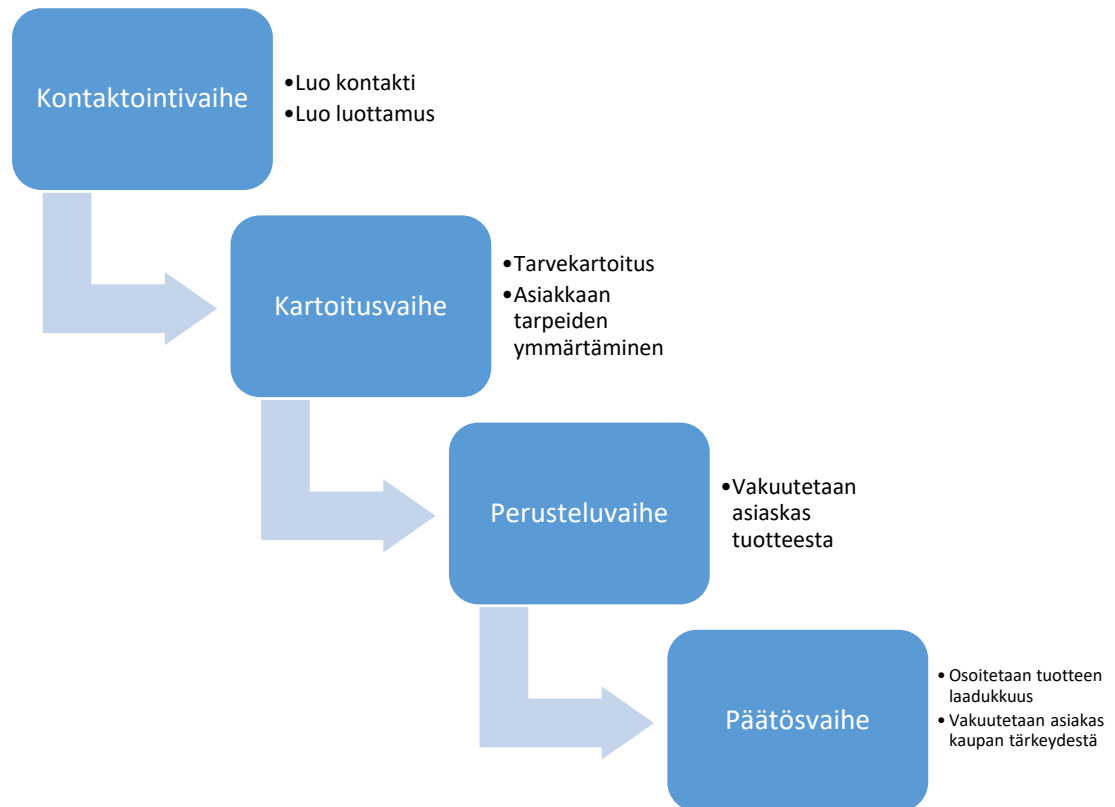 Kontaktointivaihe
•Luo kontakti
•Luo luottamus
Kartoitusvaihe
•Tarvekartoitus
•Asiakkaan
tarpeiden
ymmärtäminen
Perusteluvaihe
•Vakuutetaan
asiaskas
tuotteesta
Päätösvaihe
•Osoitetaan tuotteen
laadukkuus
•Vakuutetaan asiakas
kaupan tärkeydestä